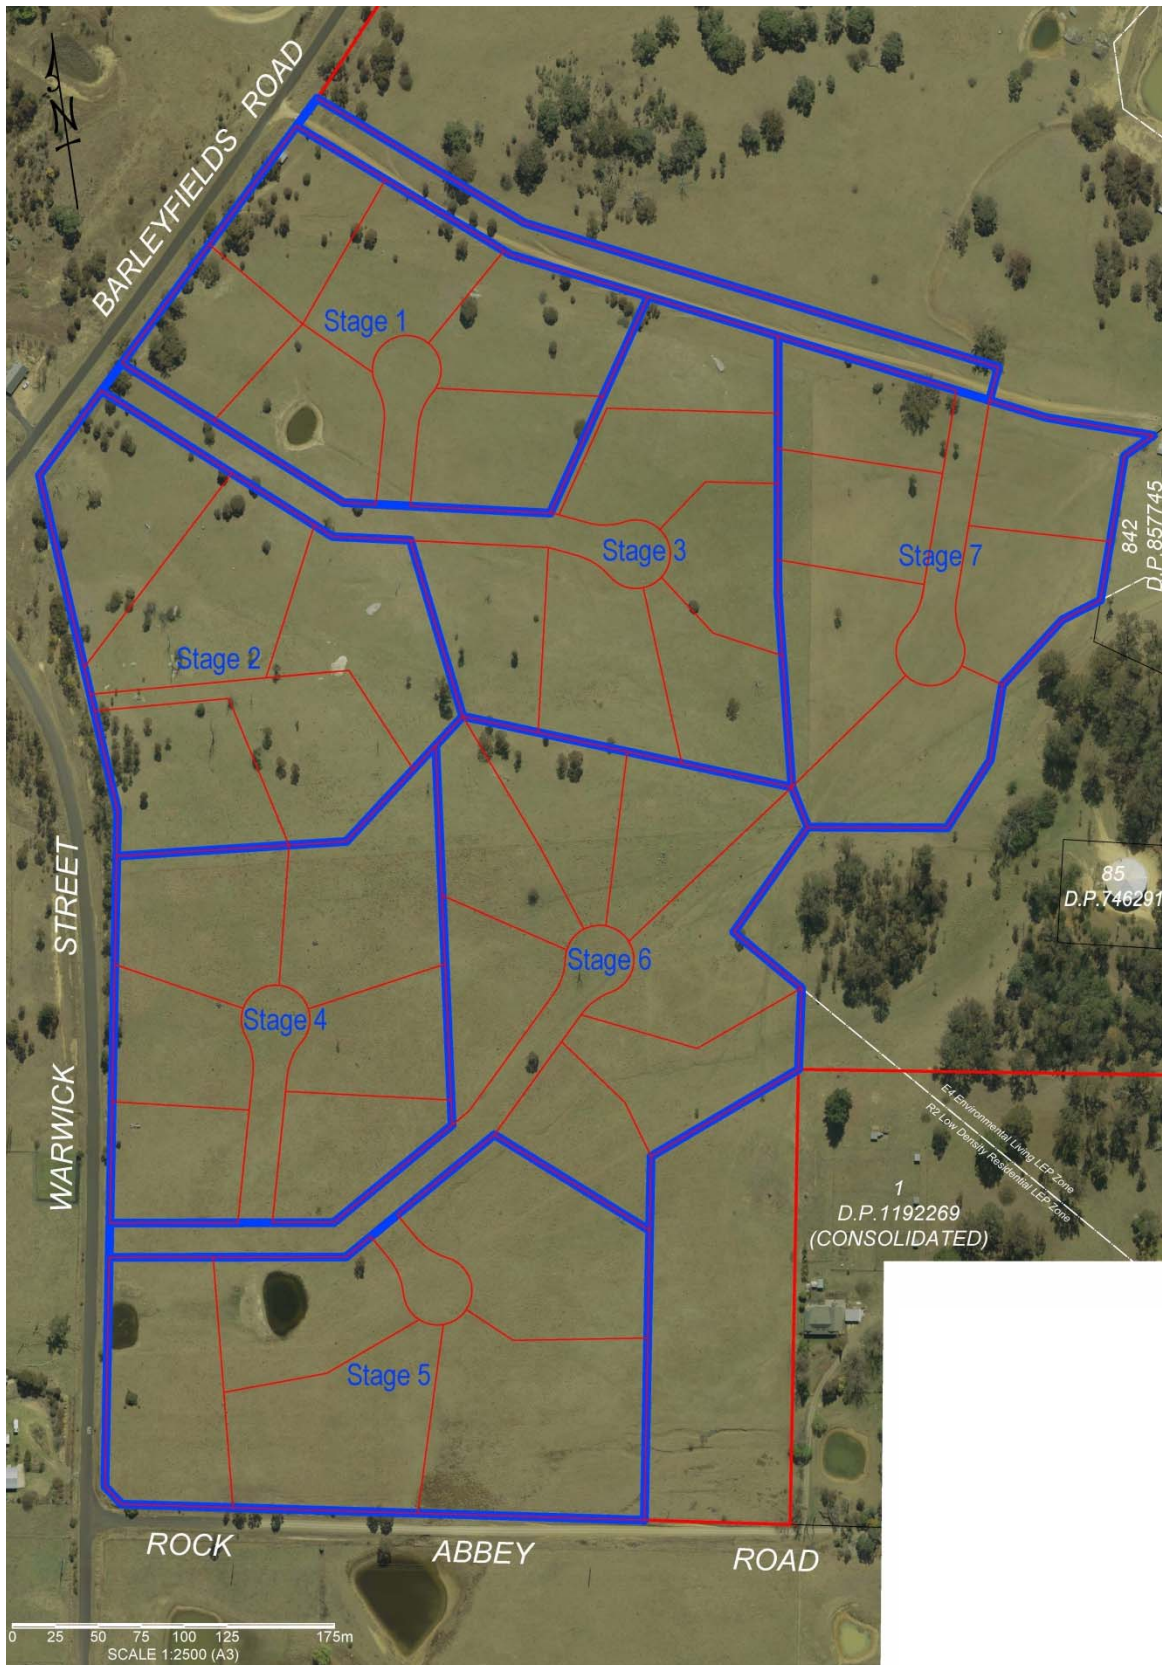 N
BARLEYFIELDS ROAD
Stage 1
Stage 3
Stage 7
842
D.P.857745
Stage 2
85
D.P.746291
WARWICK STREET
Stage 6
Stage 4
E4 Environmental Living LEP Zone
R2 Low Density Residential LEP Zone
1
D.P.1192269
(CONSOLIDATED)
Stage 5
ROCK ABBEY ROAD
0 25 50 75 100 125 175m
SCALE 1:2500 (A3)